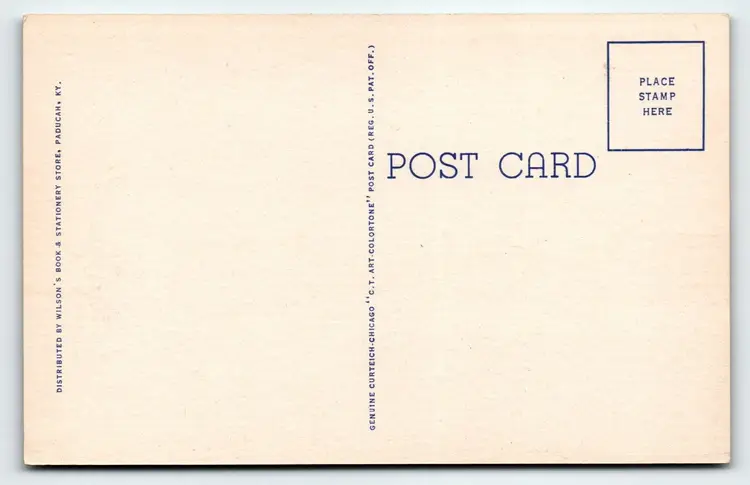 DISTRIBUTED BY WILSON'S BOOK & STATIONERY STORE, PADUCAH, KY.
GENUINE CURTEICH-CHICAGO "C.T. ART-COLORTONE" POST CARD (REG. U.S. PAT. OFF.)
POST CARD
PLACE
STAMP
HERE